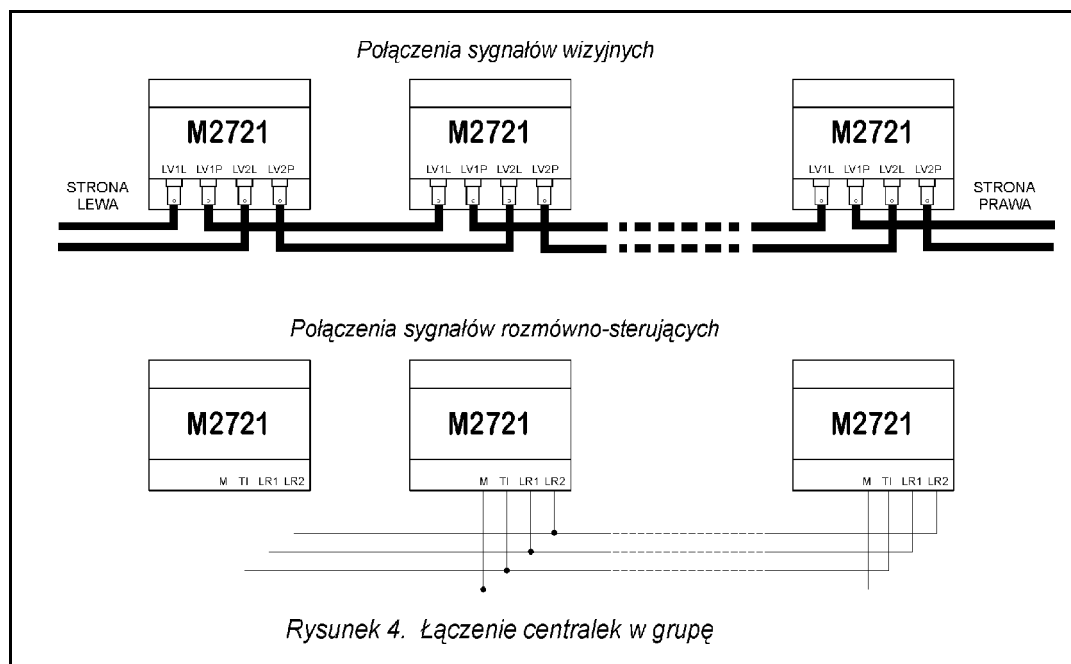 Połączenia sygnałów wizyjnych
M2721 M2721 M2721
LV1L LV1P LV2L LV2P LV1L LV1P LV2L LV2P LV1L LV1P LV2L LV2P
STRONA LEWA
STRONA PRAWA
Połączenia sygnałów rozmówno-sterujących
M2721 M2721 M2721
M TI LR1 LR2 M TI LR1 LR2 M TI LR1 LR2
Rysunek 4. Łączenie centralek w grupę